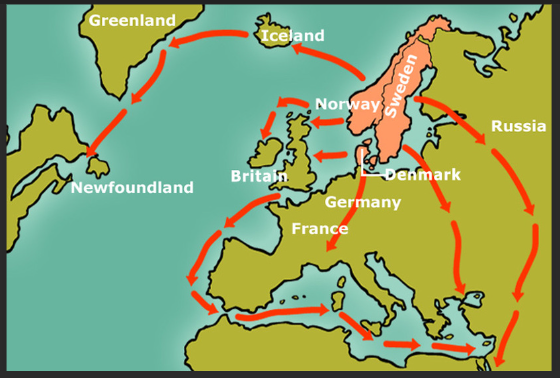 Greenland
Iceland
Norway
Sweden
Russia
Britain
Denmark
Newfoundland
Germany
France